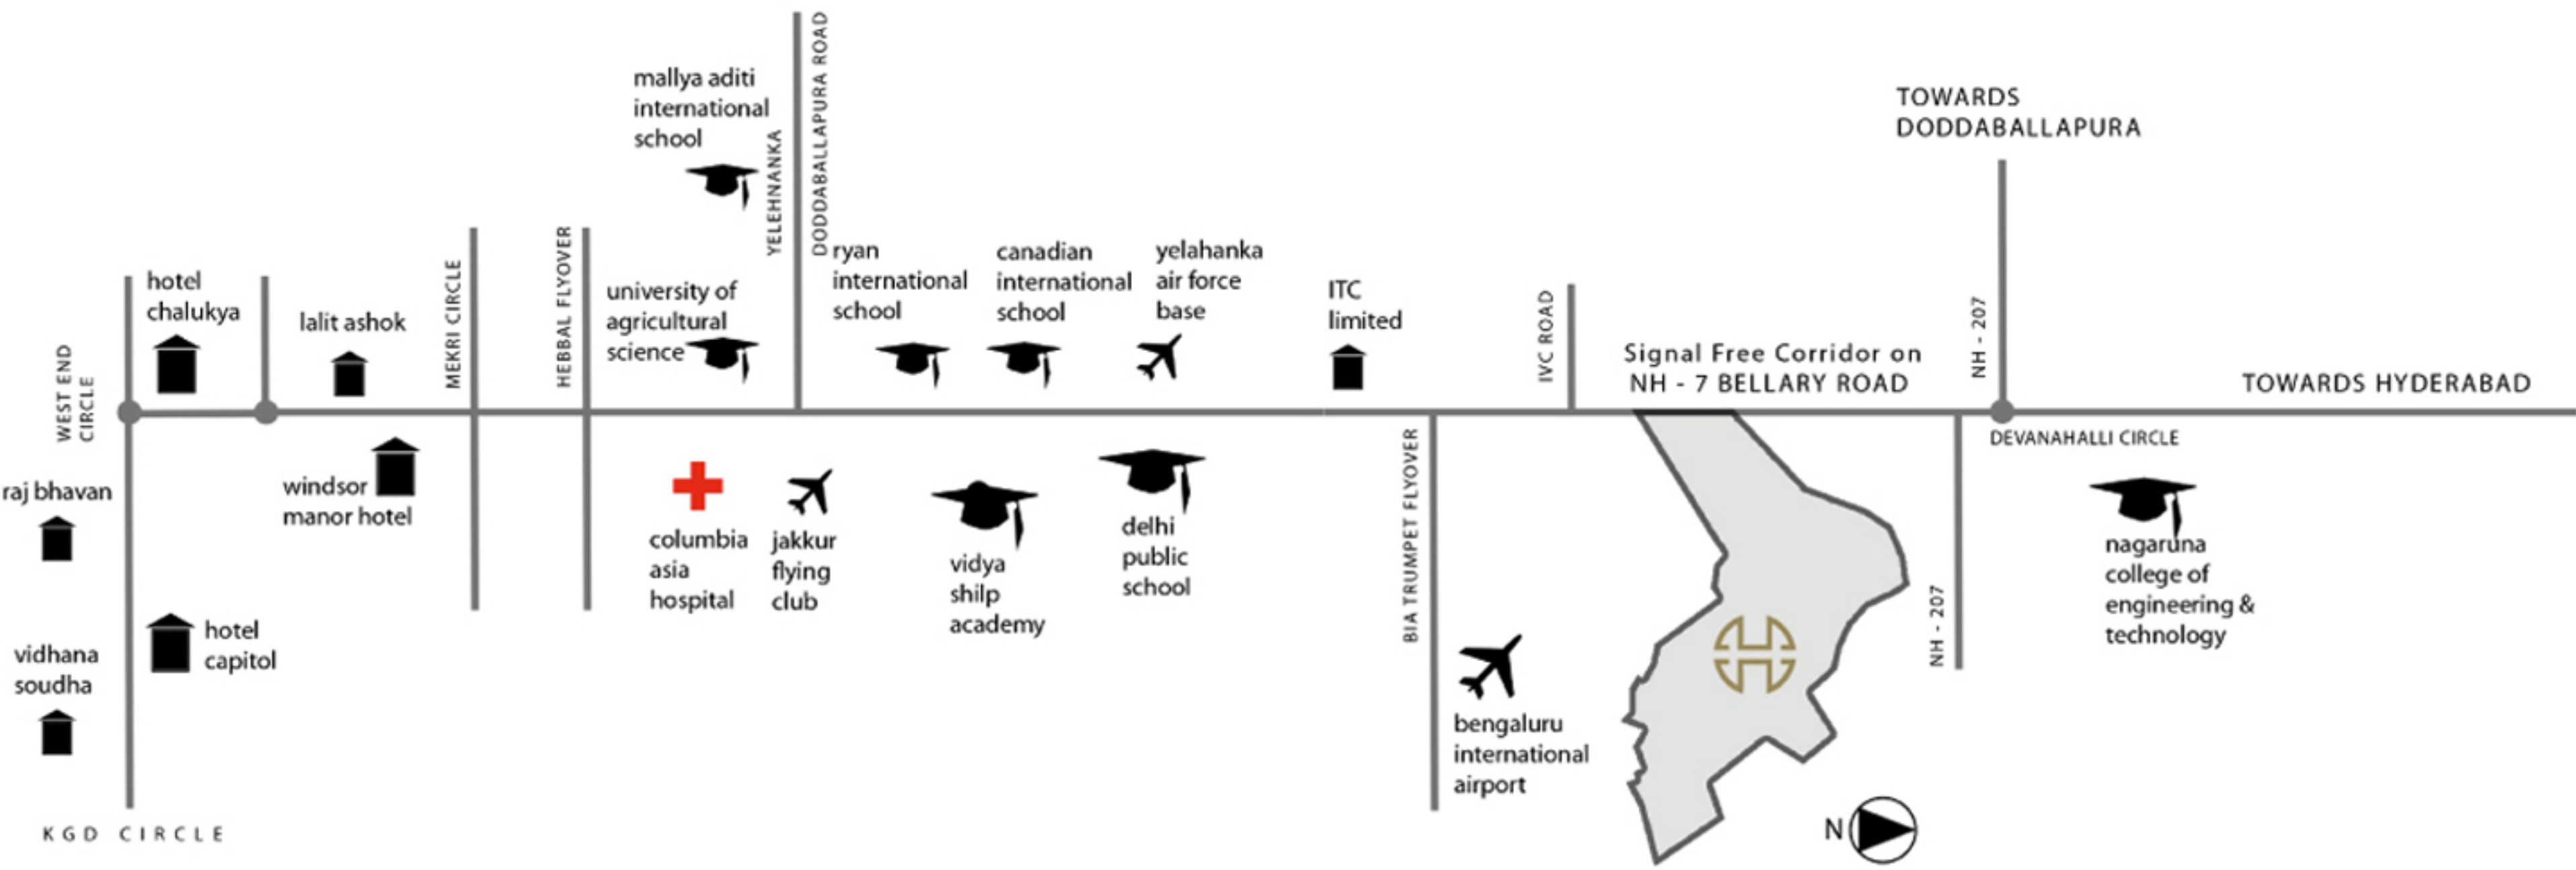 mallya aditi
international
school
YELEHNANKA
DODDABALLAPURA ROAD
TOWARDS
DODDABALLAPURA
hotel
chalukya
lalit ashok
MEKRI CIRCLE
HEBBAL FLYOVER
university of
agricultural
science
ryan
international
school
canadian
international
school
yelahanka
air force
base
ITC
limited
IVC ROAD
Signal Free Corridor on
NH - 7 BELLARY ROAD
NH - 207
TOWARDS HYDERABAD
WEST END
CIRCLE
DEVANAHALLI CIRCLE
raj bhavan
windsor
manor hotel
columbia
asia
hospital
jakkur
flying
club
vidya
shilp
academy
delhi
public
school
BIA TRUMPET FLYOVER
nagaruna
college of
engineering &
technology
NH - 207
hotel
capitol
vidhana
soudha
bengaluru
international
airport
KGD CIRCLE
N